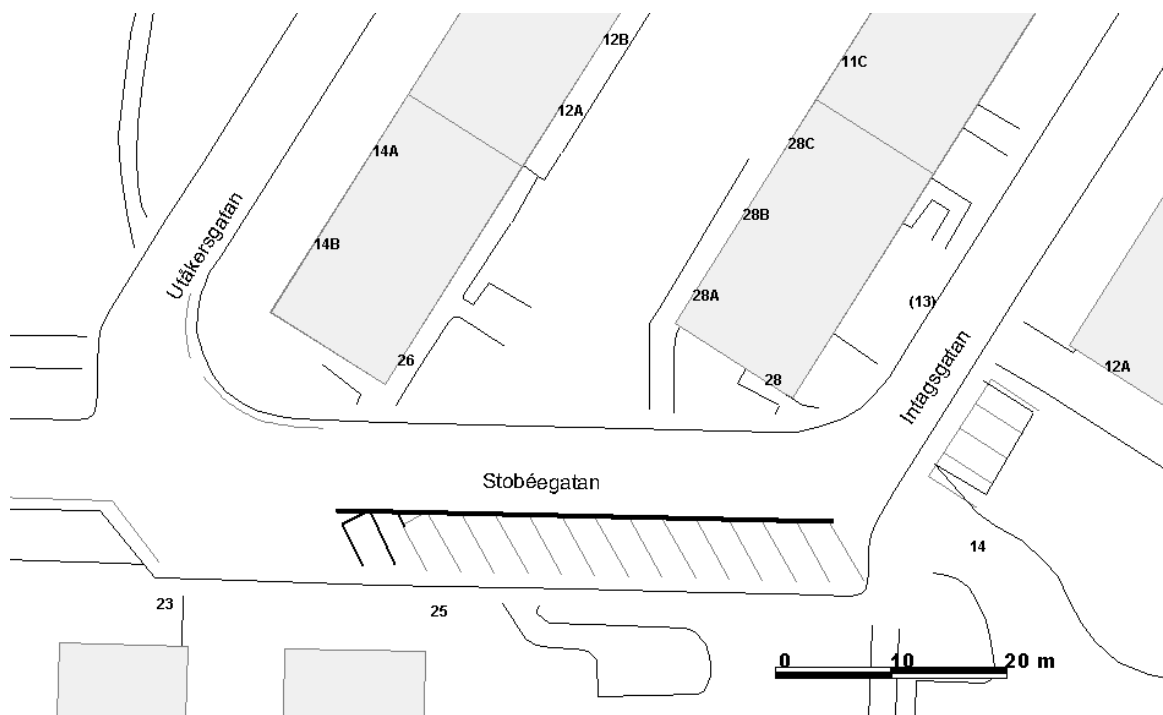 12B
11C
12A
28C
14A
28B
14B
Utåkersgatan
28A
(13)
26
Intagsgatan
12A
28
Stobéegatan
14
23
25
0 10 20 m